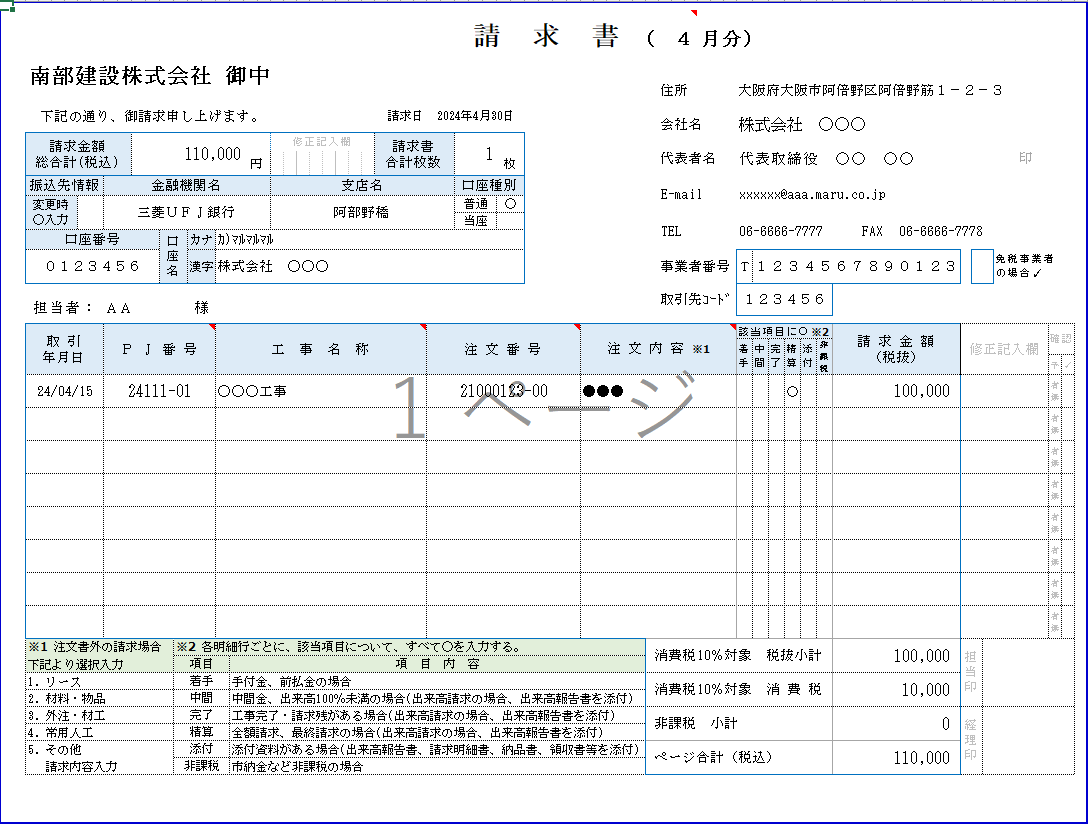 請 求 書 （ 4 月分）
南部建設株式会社 御中
下記の通り、御請求申し上げます。
請求日 2024年4月30日
請求金額
総合計(税込)
110,000 円
修正記入欄
請求書
合計枚数
1 枚
振込先情報 金融機関名 支店名 口座種別
変更時
〇入力
三菱ＵＦＪ銀行 阿部野橋
普通 〇
当座
口座番号
0123456
口座名
カナ カ)マルマルマル
漢字 株式会社 〇〇〇
住所 大阪府大阪市阿倍野区阿倍野筋１－２－３
会社名 株式会社 〇〇〇
代表者名 代表取締役 〇〇 〇〇 印
E-mail xxxxxx@aaa.maru.co.jp
TEL 06-6666-7777 FAX 06-6666-7778
事業者番号 T 1 2 3 4 5 6 7 8 9 0 1 2 3
免税事業者
の場合✓
取引先コード 123456
担当者： ＡＡ 様
取引
年月日
ＰＪ番号 工事名称 注文番号 注文内容 ※1
該当項目に〇 ※2
着手 中間 完了 精算 添付 非課税
請求金額
(税抜)
修正記入欄
確認
予 ✓
24/04/15 24111-01 〇〇〇工事 21000123-00 ●●● 〇 100,000
1 ページ
※1 注文書外の請求場合
下記より選択入力
1. リース
2. 材料・物品
3. 外注・材工
4. 常用人工
5. その他
請求内容入力
※2 各明細行ごとに、該当項目について、すべて〇を入力する。
項目 項目内容
着手 手付金、前払金の場合
中間 中間金、出来高100%未満の場合(出来高請求の場合、出来高報告書を添付)
完了 工事完了・請求残がある場合(出来高請求の場合、出来高報告書を添付)
精算 全額請求、最終請求の場合(出来高請求の場合、出来高報告書を添付)
添付 添付資料がある場合(出来高報告書、請求明細書、納品書、領収書等を添付)
非課税 市納金など非課税の場合
消費税10%対象 税抜小計 100,000
消費税10%対象 消 費 税 10,000
非課税 小計 0
ページ合計（税込） 110,000
担当印
経理印